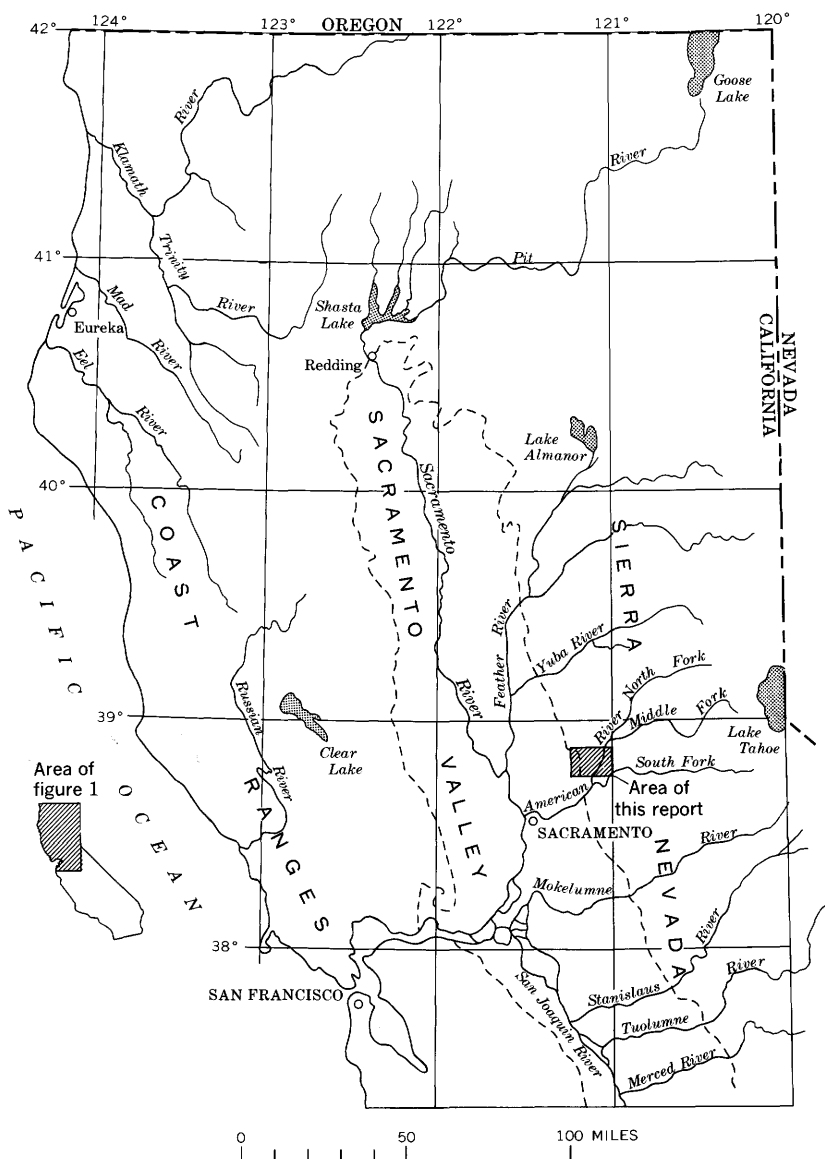 124°
123°
122°
121°
120°
42°
OREGON
Goose
Lake
River
River
Klamath
41°
Pit
Trinity
River
Mad
River
Eureka
Shasta
Lake
NEVADA
CALIFORNIA
Eel
River
Redding
SACRAMENTO
VALLEY
Lake
Almanor
Sacramento
River
40°
COAST
RANGES
PACIFIC
OCEAN
SIERRA
NEVADA
Feather River
Yuba River
North Fork
Middle Fork
South Fork
American
River
Lake
Tahoe
Russian
River
39°
Clear
Lake
Area of
figure 1
Area of
this report
SACRAMENTO
Mokelumne
River
38°
Stanislaus
River
SAN FRANCISCO
San Joaquin River
Tuolumne
River
Merced River
0
50
100 MILES